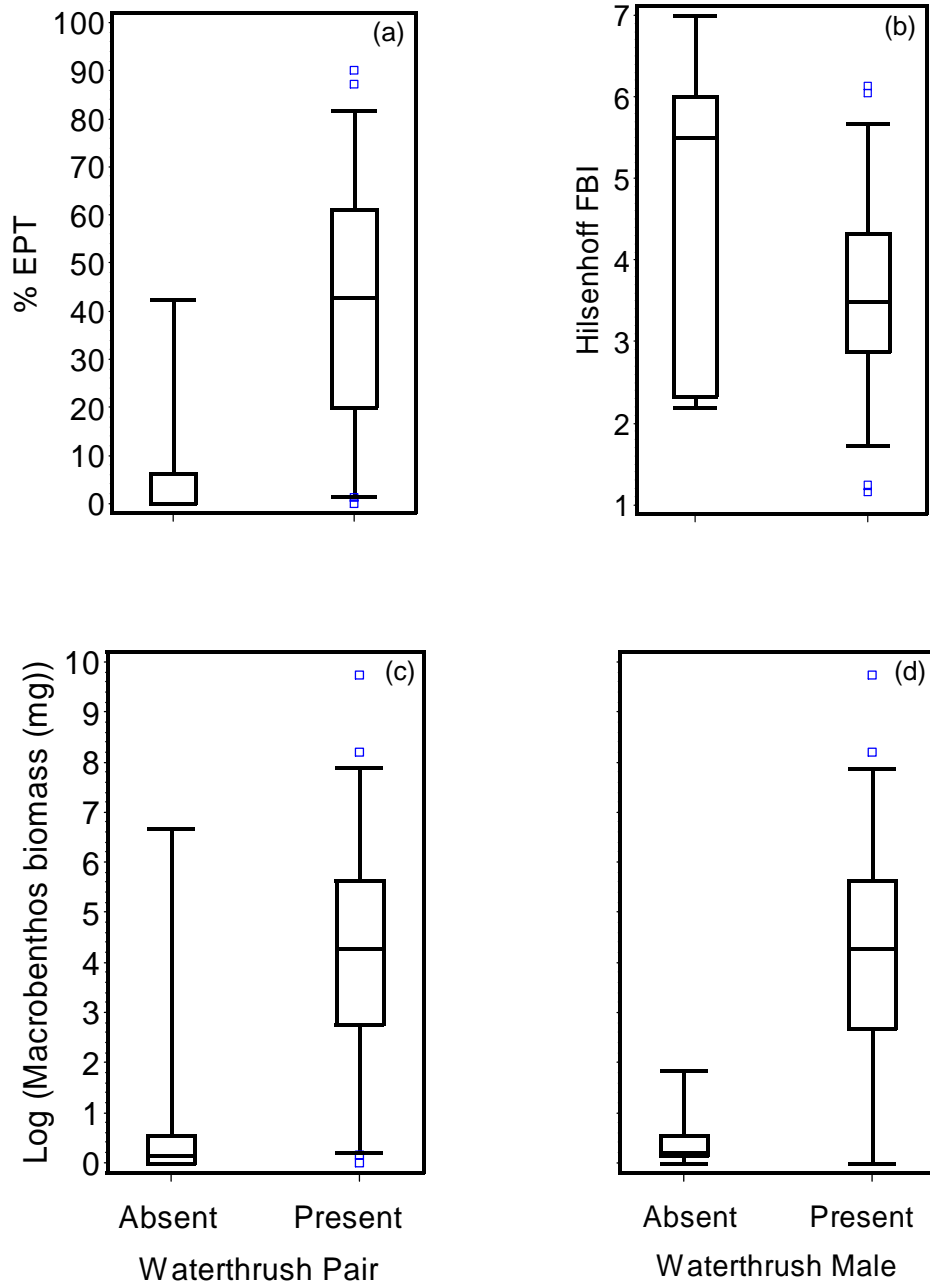 (a)
% EPT
100
90
80
70
60
50
40
30
20
10
0
(b)
Hilsenhoff FBI
7
6
5
4
3
2
1
(c)
Log (Macrobenthos biomass (mg))
10
9
8
7
6
5
4
3
2
1
0
Absent Present
Waterthrush Pair
(d)
Absent Present
Waterthrush Male